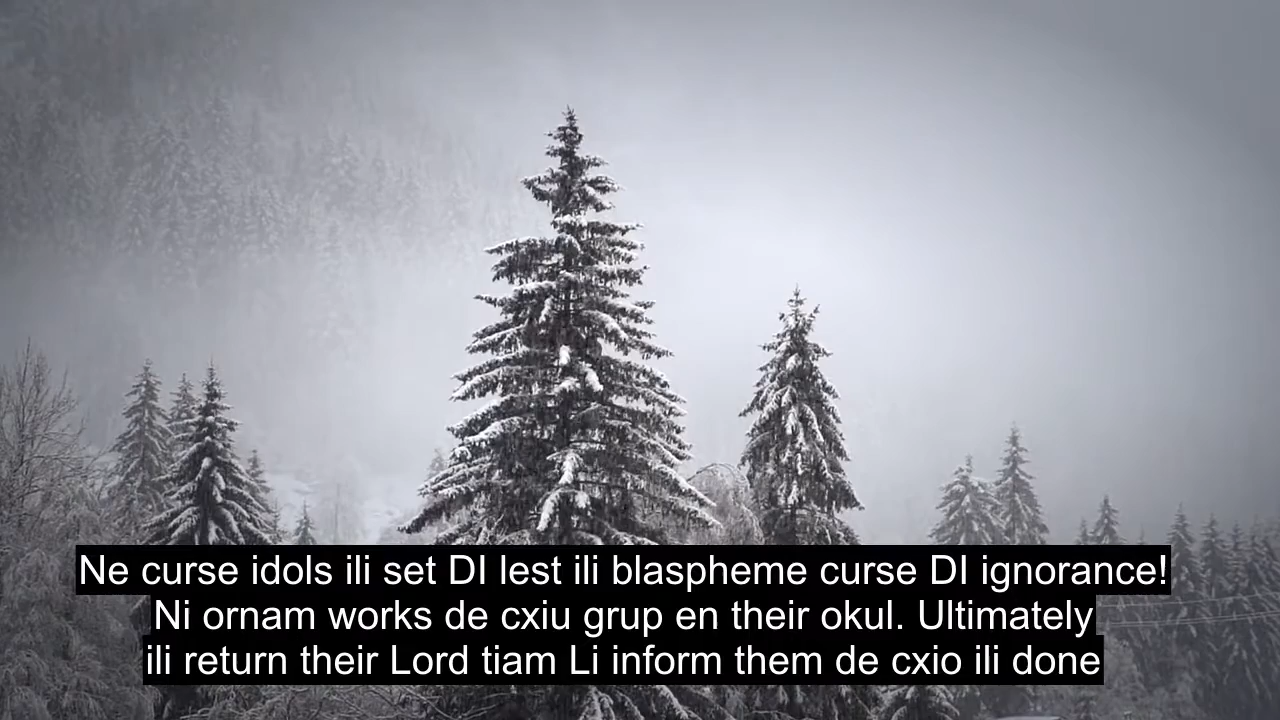 Ne curse idols ili set DI lest ili blaspheme curse DI ignorance!
Ni ornam works de cxiu grup en their okul. Ultimately
ili return their Lord tiam Li inform them de cxio ili done